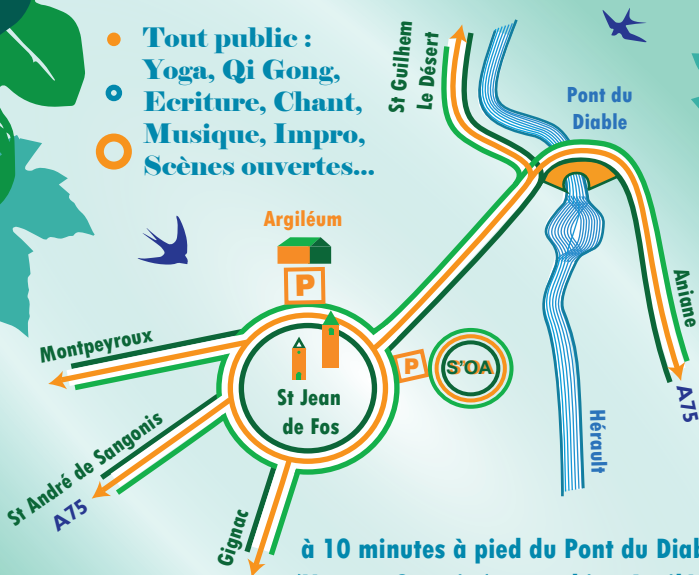 Tout public :
Yoga, Qi Gong,
Ecriture, Chant,
Musique, Impro,
Scènes ouvertes...
St Guilhem
Le Désert
Pont du
Diable
Argiléum
P
Montpeyroux
St Jean
de Fos
P
S'OA
Aniane
A75
Hérault
St André de Sangonis
A75
Gignac
à 10 minutes à pied du Pont du Diab